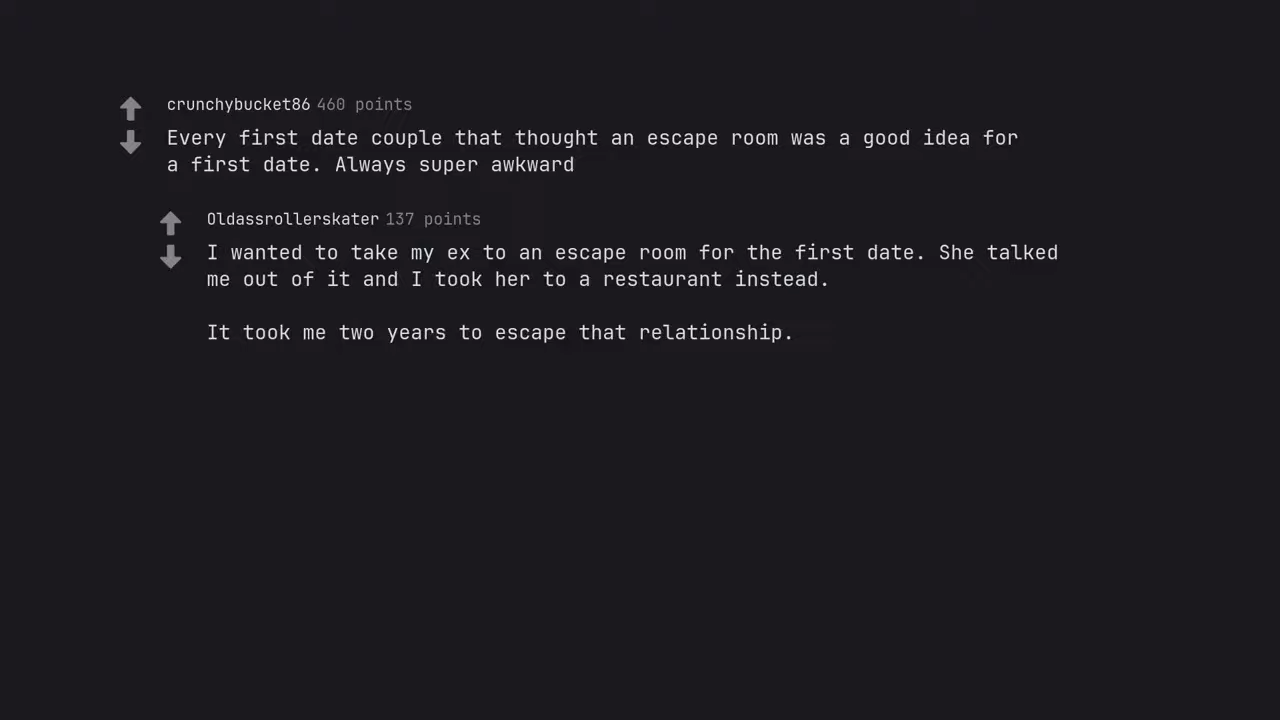 crunchybucket86 460 points
Every first date couple that thought an escape room was a good idea for
a first date. Always super awkward
Oldassrollerskater 137 points
I wanted to take my ex to an escape room for the first date. She talked
me out of it and I took her to a restaurant instead.
It took me two years to escape that relationship.